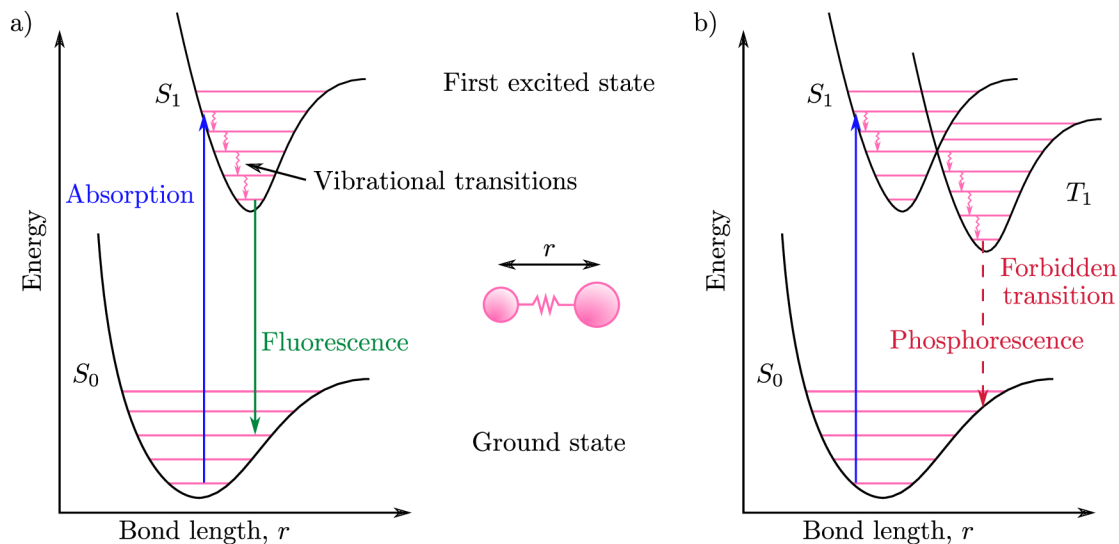 a)
Energy
S₁
First excited state
Absorption
Vibrational transitions
r
Fluorescence
S₀
Ground state
Bond length, r
b)
Energy
S₁
T₁
Forbidden
transition
Phosphorescence
S₀
Bond length, r